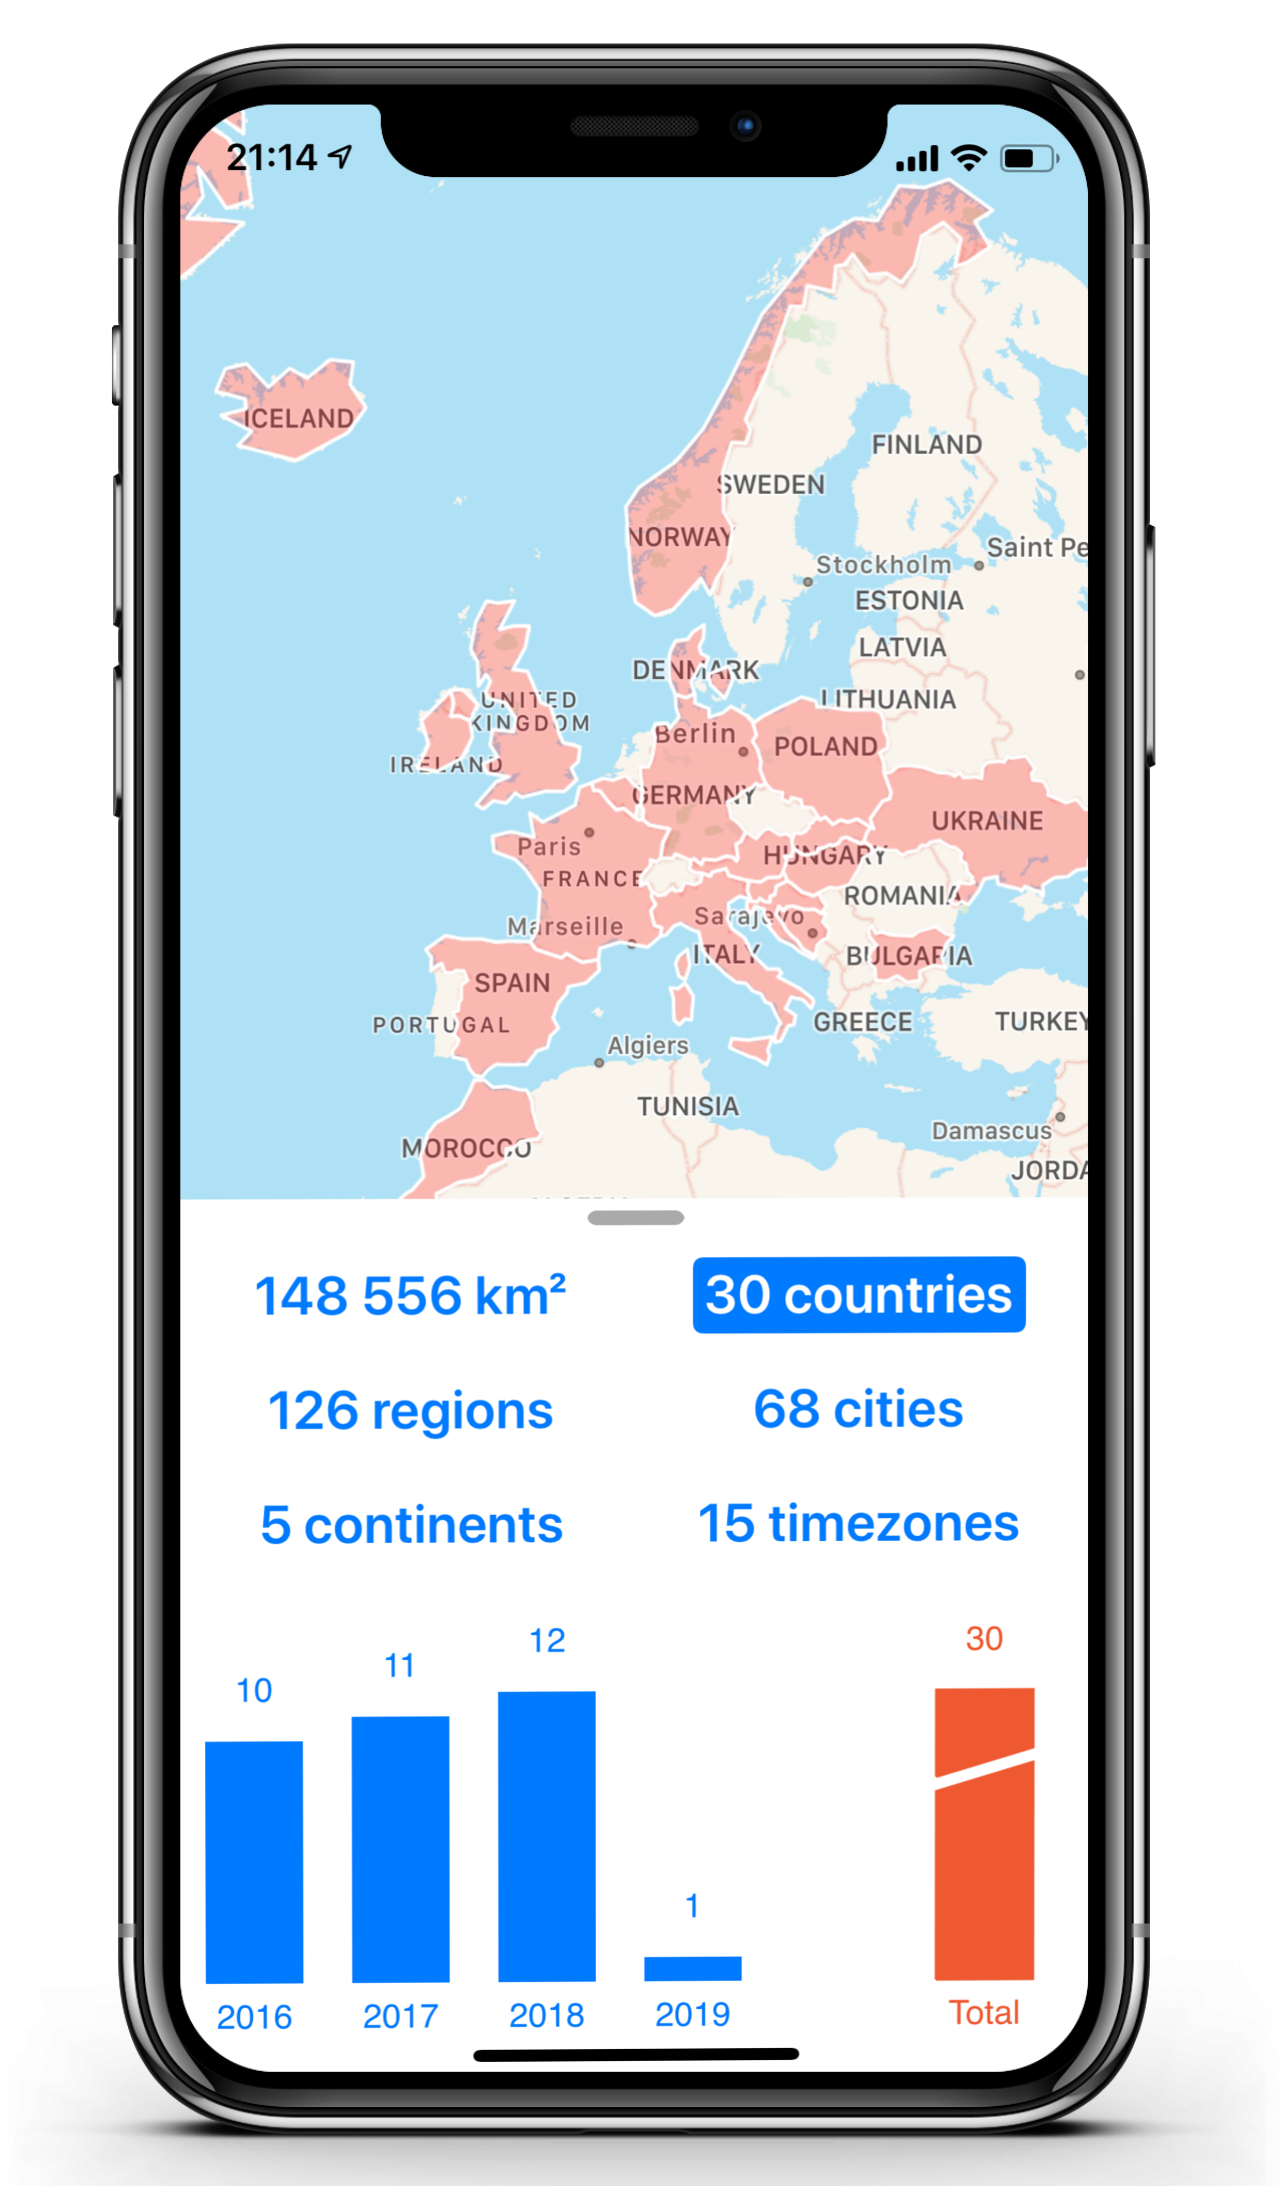 21:14
ICELAND
FINLAND
SWEDEN
NORWAY
Saint Pe
Stockholm
ESTONIA
LATVIA
DENMARK
LITHUANIA
UNITED
KINGDOM
Berlin
POLAND
IRELAND
GERMANY
UKRAINE
Paris
HUNGARY
FRANCE
ROMANIA
Sarajevo
Marseille
ITALY
BULGARIA
SPAIN
PORTUGAL
GREECE
TURKEY
Algiers
TUNISIA
Damascus
MOROCCO
JORDA
148 556 km²
30 countries
126 regions
68 cities
5 continents
15 timezones
10
11
12
1
30
2016
2017
2018
2019
Total